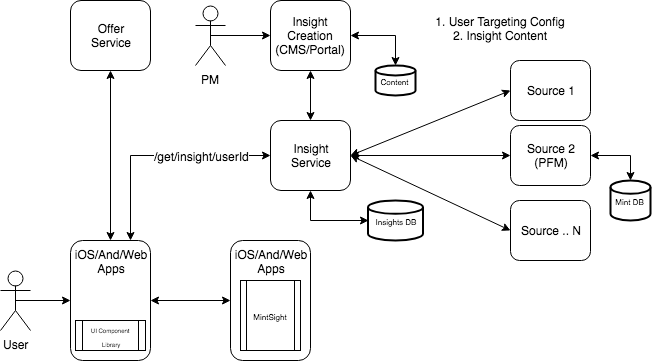 Offer
Service
PM
Insight
Creation
(CMS/Portal)
1. User Targeting Config
2. Insight Content
Content
Source 1
/get/insight/userId
Insight
Service
Source 2
(PFM)
Mint DB
Insights DB
Source .. N
iOS/And/Web
Apps
UI Component
Library
iOS/And/Web
Apps
MintSight
User